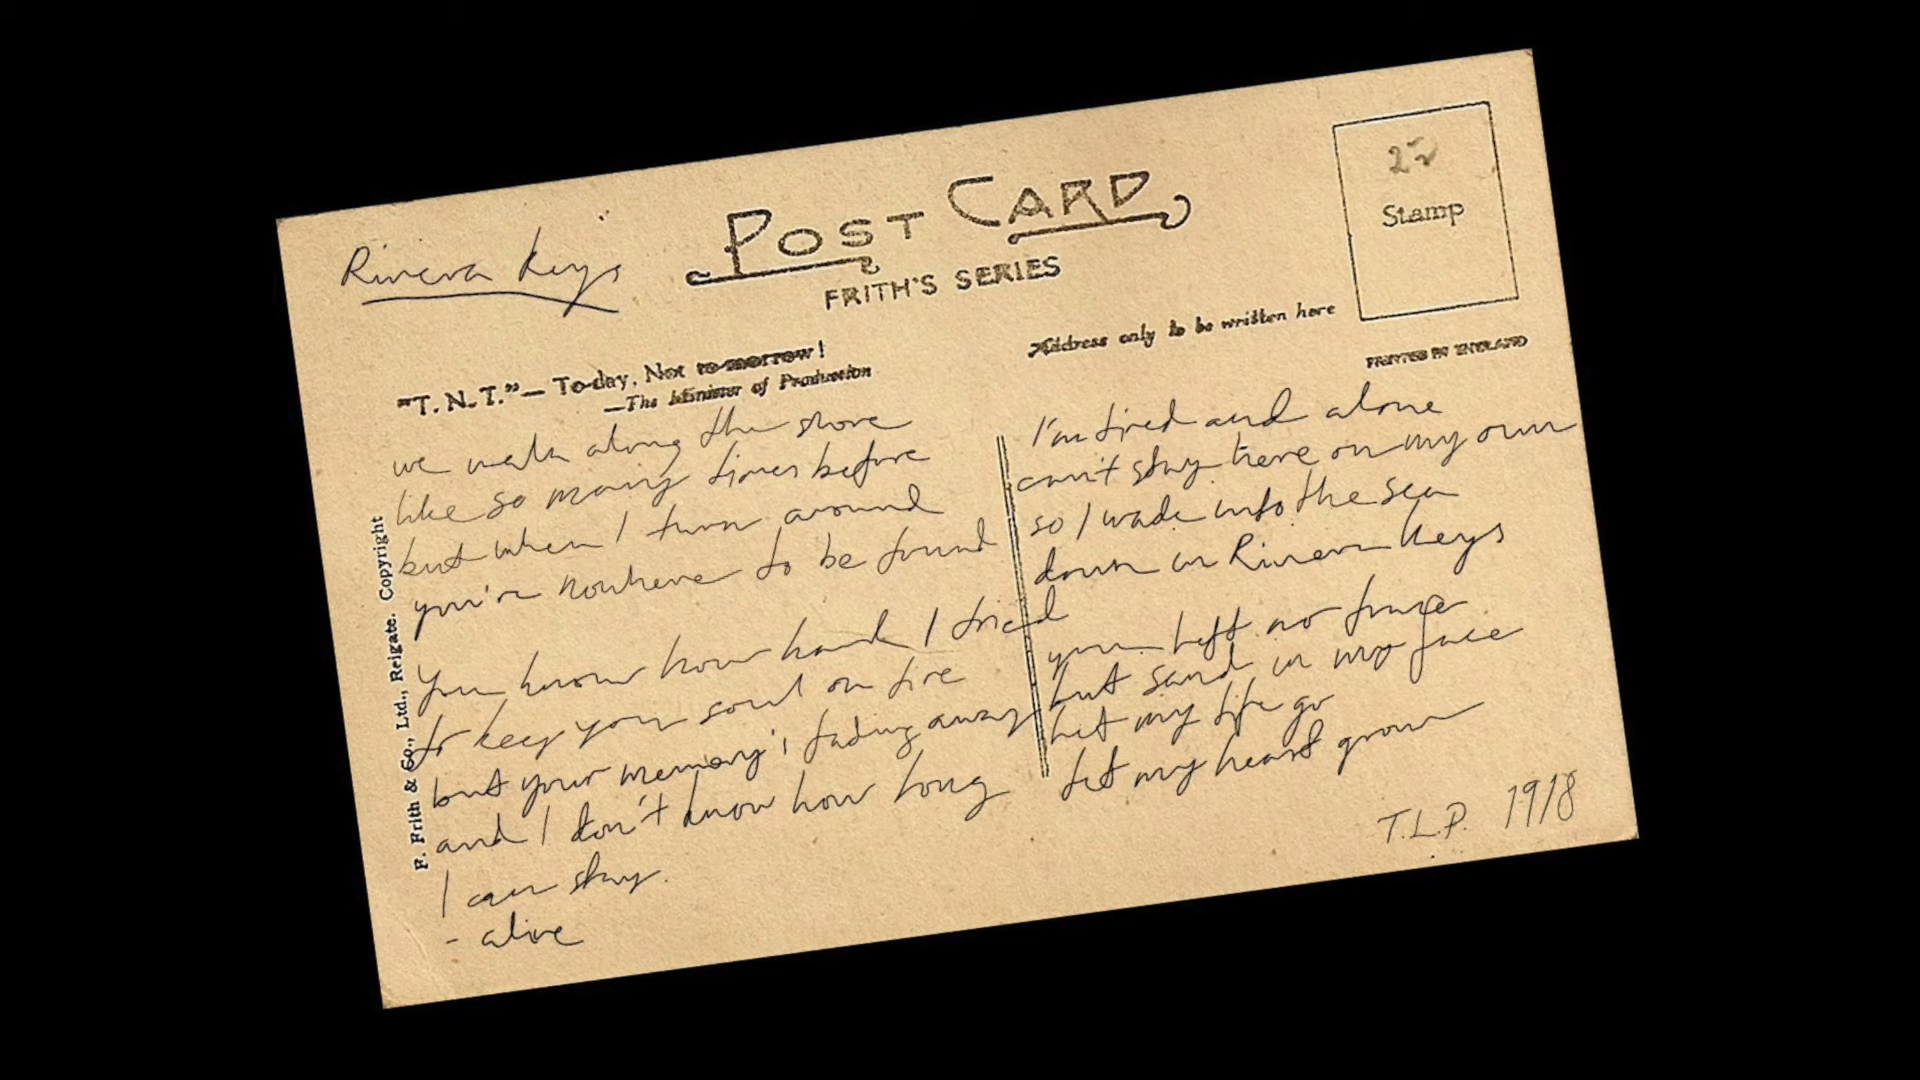 Riviera Keys
POST CARD
FRITH'S SERIES
22
Stamp
"T. N. T."— To-day, Not to-morrow!
—The Minister of Production
Address only to be written here
PRINTED IN ENGLAND
F. Frith & Co., Ltd., Reigate. Copyright
we walk along the shore
like so many times before
but when I turn around
you're nowhere to be found
You know how hard I tried
to keep your soul on fire
but your memory's fading away
and I don't know how long
I can stay.
- alive
I'm tired and alone
can't stay here on my own
so I wade into the sea
down in Riviera Keys
you left no trace
but sand in my face
let my life go
let my heart grow
T.L.P. 1918